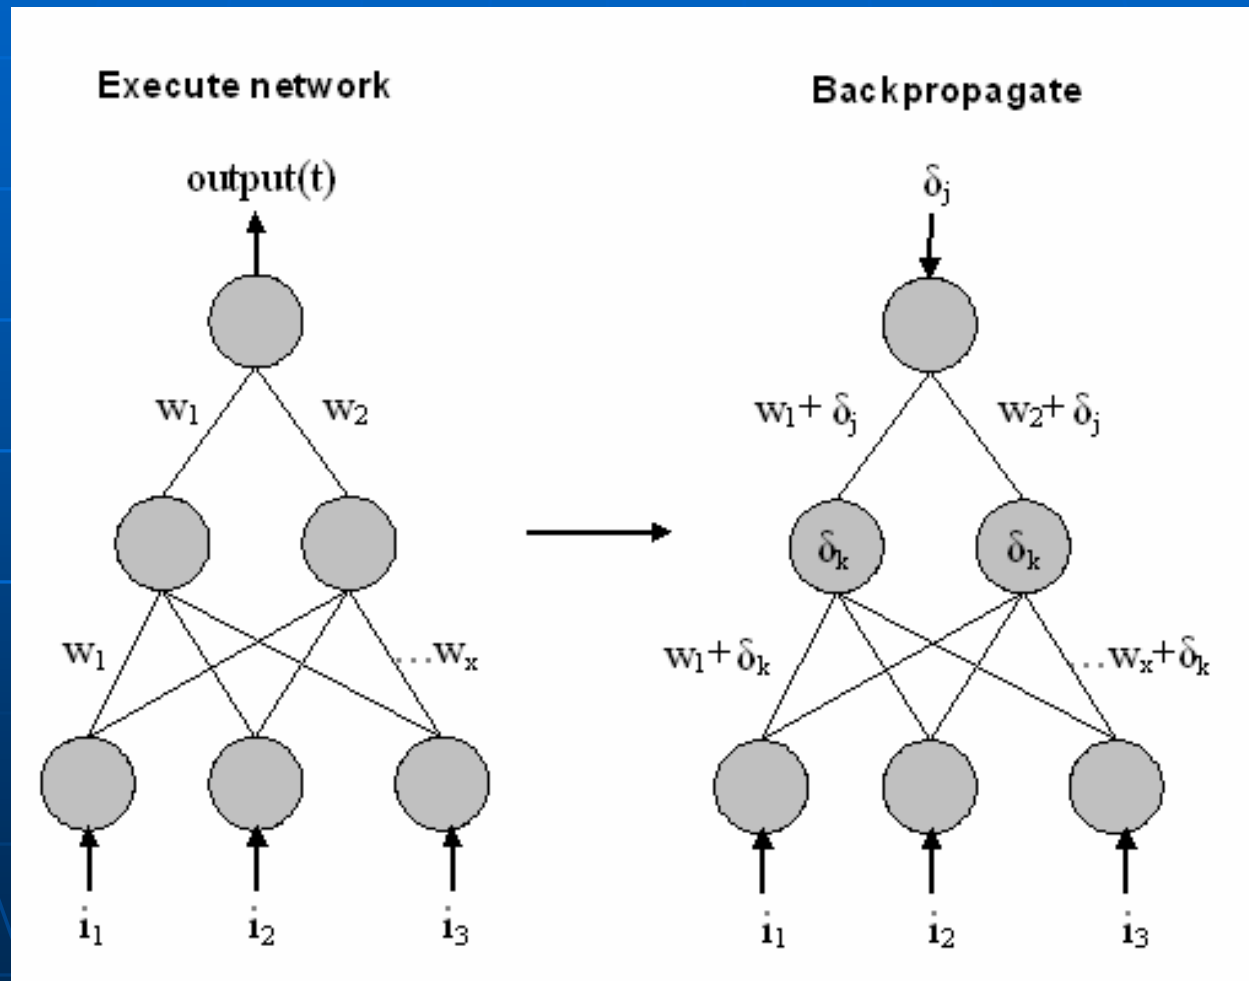 Execute network
output(t)
w₁
w₂
w₁
...wₓ
i₁
i₂
i₃
Backpropagate
δⱼ
w₁+ δⱼ
w₂+ δⱼ
δₖ
δₖ
w₁+ δₖ
...wₓ+δₖ
i₁
i₂
i₃